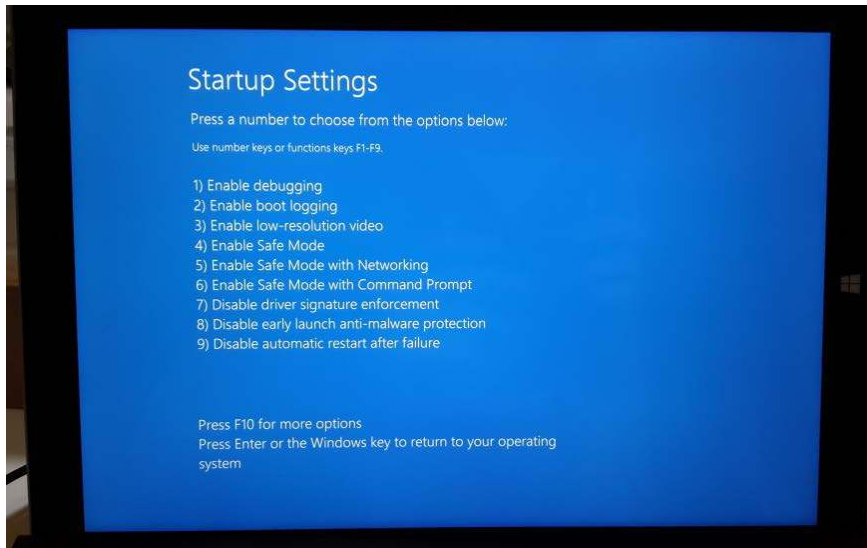 Startup Settings
Press a number to choose from the options below:
Use number keys or functions keys F1-F9.
1) Enable debugging
2) Enable boot logging
3) Enable low-resolution video
4) Enable Safe Mode
5) Enable Safe Mode with Networking
6) Enable Safe Mode with Command Prompt
7) Disable driver signature enforcement
8) Disable early launch anti-malware protection
9) Disable automatic restart after failure
Press F10 for more options
Press Enter or the Windows key to return to your operating
system